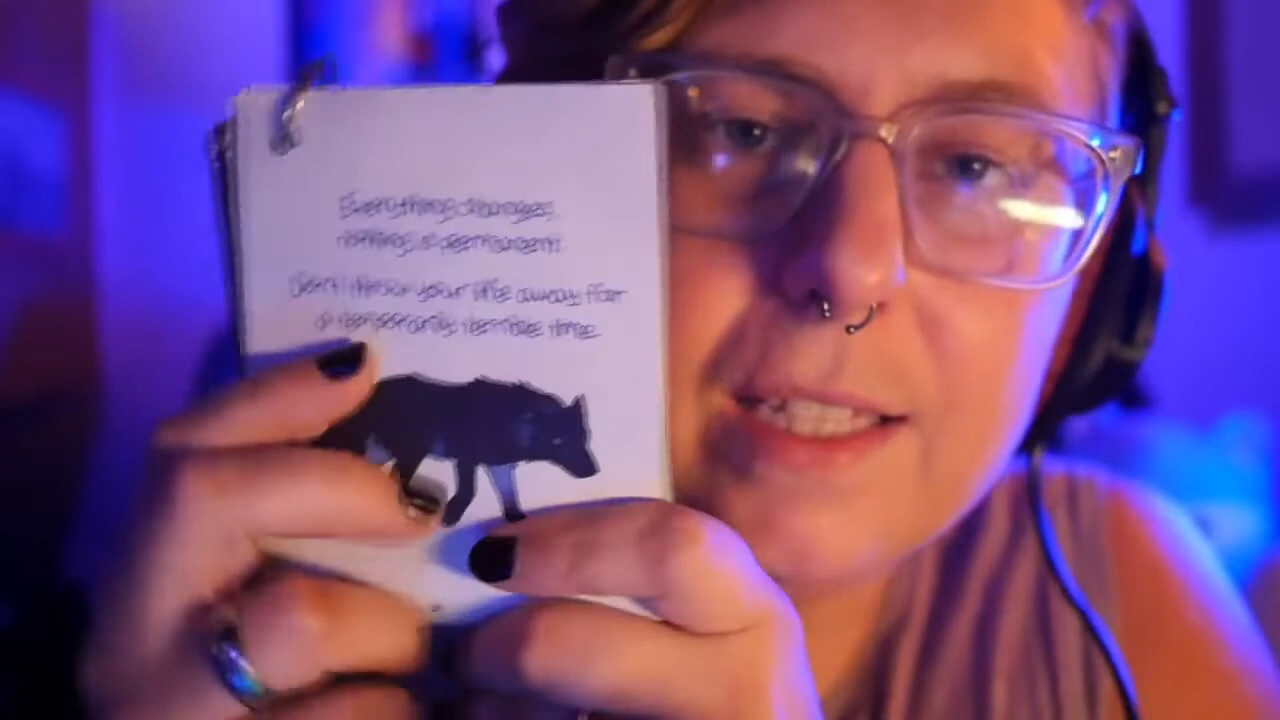 Everything changes
nothing is permanent.
Don't throw your life away for
a temporarily terrible time.